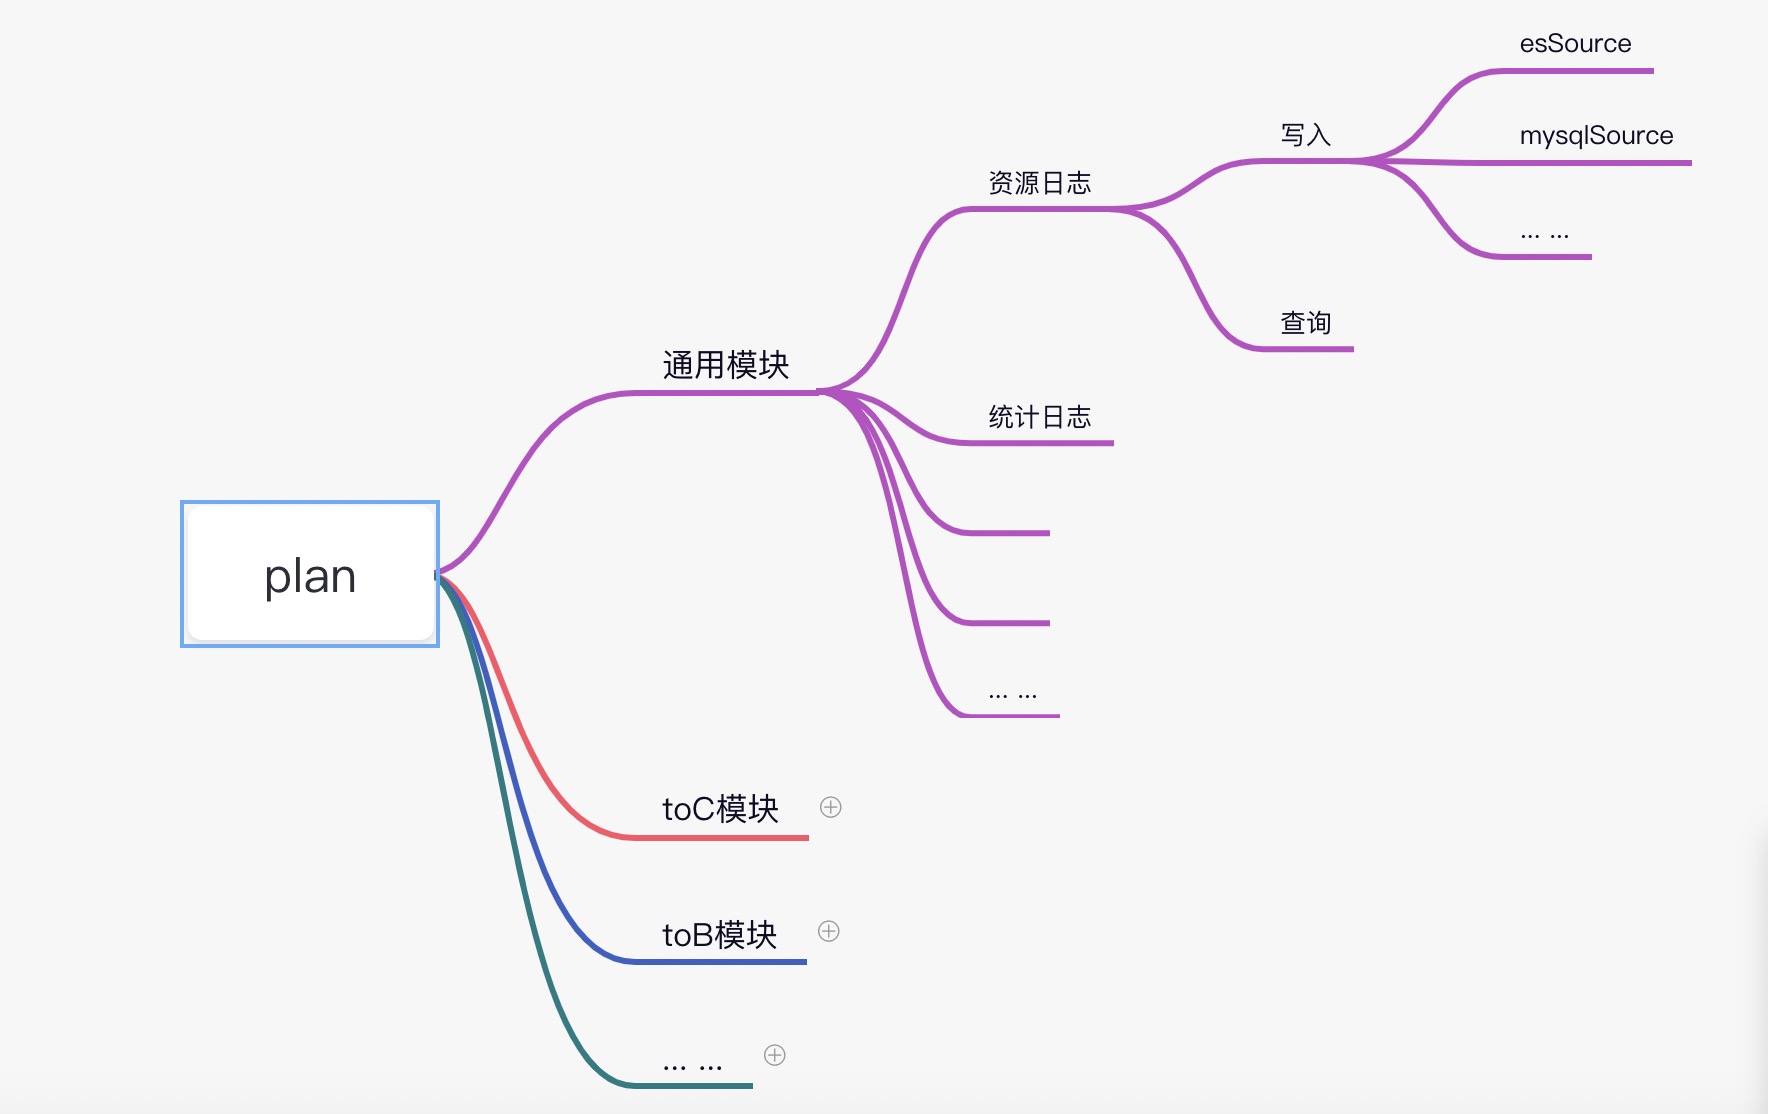 plan
通用模块
资源日志
写入
esSource
mysqlSource
... ...
查询
统计日志
... ...
toC模块
toB模块
... ...